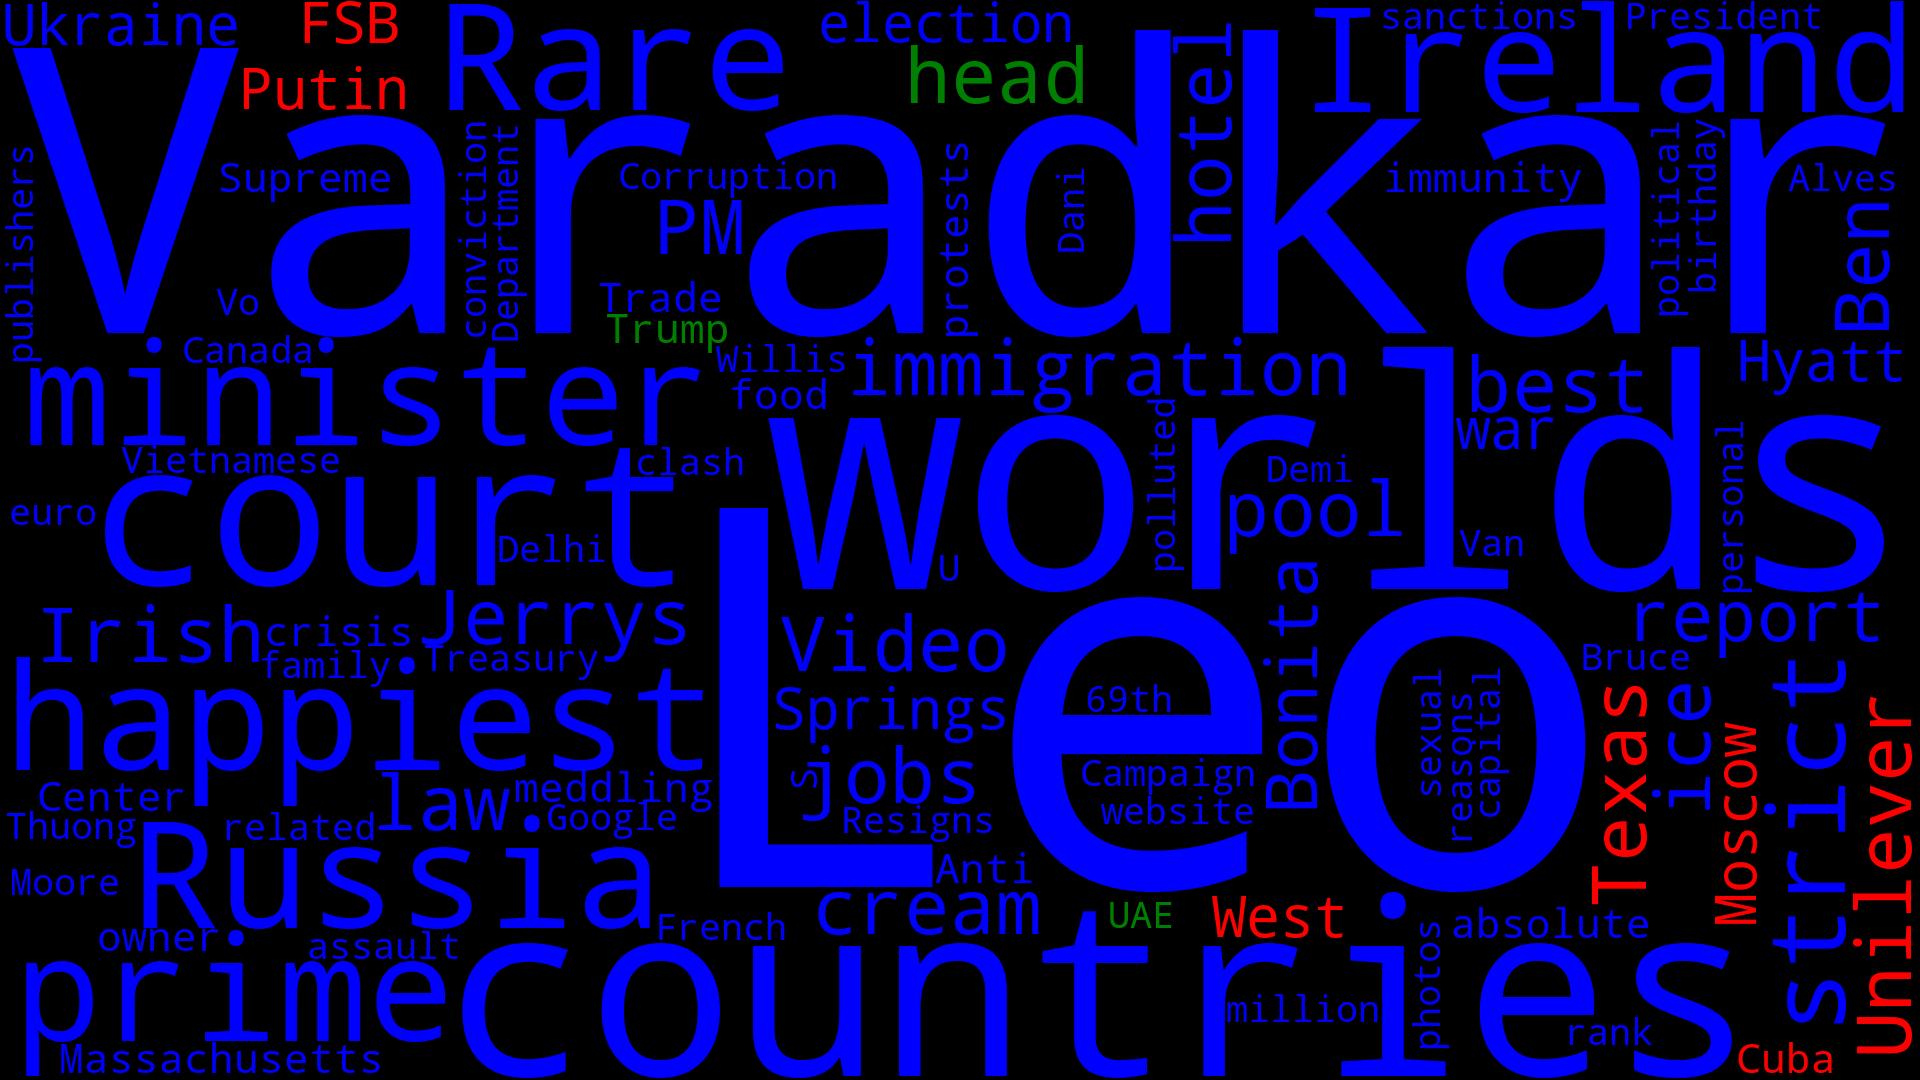 Ukraine
FSB
Rare
election
sanctions
President
Ireland
Putin
head
hotel
Varadkar
publishers
Supreme
conviction
Department
Corruption
PM
protests
Dani
immunity
political
birthday
Alves
Ben
Vo
Trade
Trump
Canada
minister
Willis
food
immigration
best
Hyatt
war
worlds
Vietnamese
clash
court
polluted
Demi
pool
personal
euro
Delhi
U
Van
Leo
Irish
crisis
Jerrys
Video
Bonita
report
family
Treasury
Bruce
happiest
Springs
69th
sexual
reasons
capital
Texas
ice
strict
Moscow
Unilever
Center
law
meddling
S
jobs
Campaign
website
Thuong
related
Google
Resigns
Russia
Moore
Anti
cream
UAE
West
absolute
owner
assault
French
prime
countries
million
photos
rank
Massachusetts
Cuba